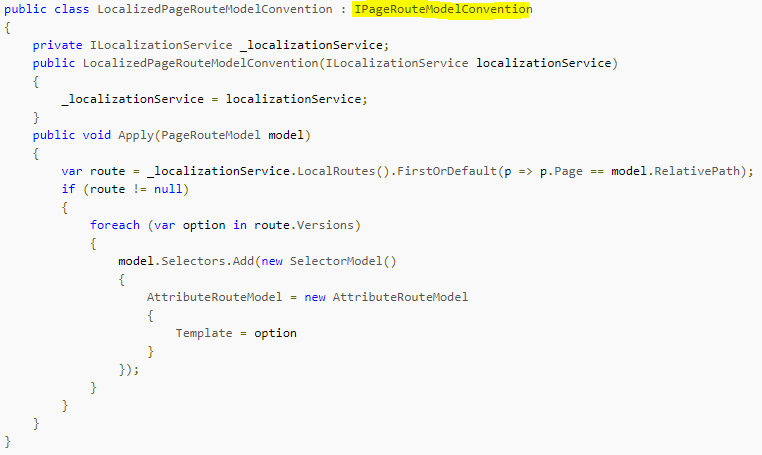 public class LocalizedPageRouteModelConvention : IPageRouteModelConvention
{
    private ILocalizationService _localizationService;
    public LocalizedPageRouteModelConvention(ILocalizationService localizationService)
    {
        _localizationService = localizationService;
    }
    public void Apply(PageRouteModel model)
    {
        var route = _localizationService.LocalRoutes().FirstOrDefault(p => p.Page == model.RelativePath);
        if (route != null)
        {
            foreach (var option in route.Versions)
            {
                model.Selectors.Add(new SelectorModel()
                {
                    AttributeRouteModel = new AttributeRouteModel
                    {
                        Template = option
                    }
                });
            }
        }
    }
}